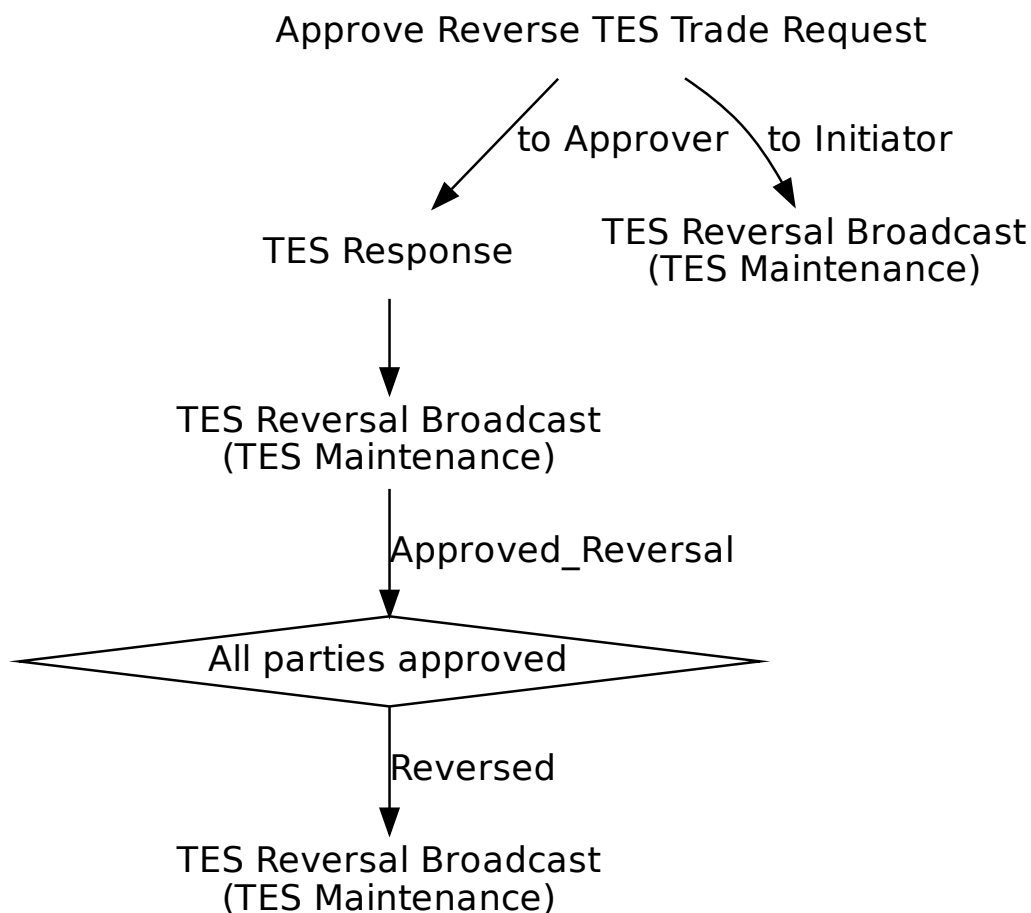 Approve Reverse TES Trade Request
to Approver
to Initiator
TES Response
TES Reversal Broadcast
(TES Maintenance)
TES Reversal Broadcast
(TES Maintenance)
Approved_Reversal
All parties approved
Reversed
TES Reversal Broadcast
(TES Maintenance)